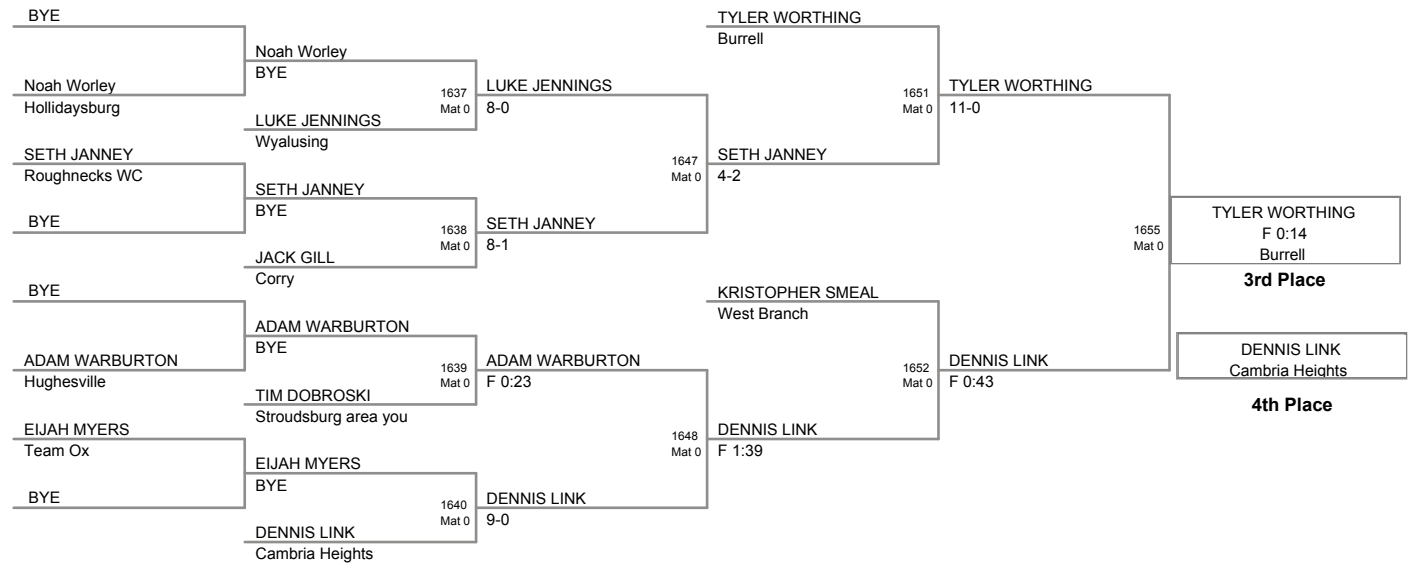 BYE
Noah Worley
Hollidaysburg
SETH JANNEY
Roughnecks WC
BYE
BYE
ADAM WARBURTON
Hughesville
EIJAH MYERS
Team Ox
BYE
Noah Worley
BYE
LUKE JENNINGS
Wyalusing
SETH JANNEY
BYE
JACK GILL
Corry
ADAM WARBURTON
BYE
TIM DOBROSKI
Stroudsburg area you
EIJAH MYERS
BYE
DENNIS LINK
Cambria Heights
1637
Mat 0
1638
Mat 0
1639
Mat 0
1640
Mat 0
LUKE JENNINGS
8-0
SETH JANNEY
8-1
ADAM WARBURTON
F 0:23
DENNIS LINK
9-0
1647
Mat 0
1648
Mat 0
TYLER WORTHING
Burrell
SETH JANNEY
4-2
KRISTOPHER SMEAL
West Branch
DENNIS LINK
F 1:39
1651
Mat 0
1652
Mat 0
TYLER WORTHING
11-0
DENNIS LINK
F 0:43
1655
Mat 0
TYLER WORTHING
F 0:14
Burrell
3rd Place
DENNIS LINK
Cambria Heights
4th Place